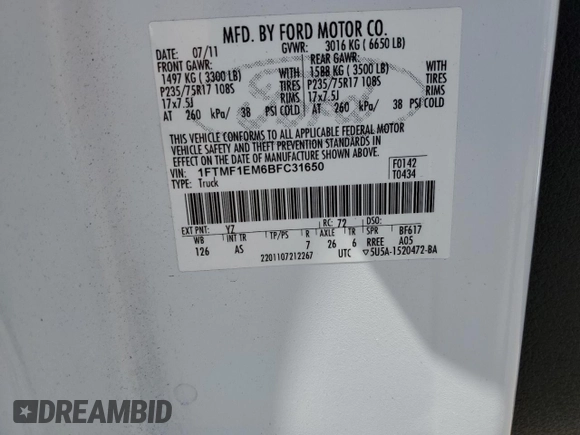 MFD. BY FORD MOTOR CO.
DATE: 07/11 GVWR: 3016 KG ( 6650 LB)
FRONT GAWR: REAR GAWR:
1497 KG ( 3300 LB) WITH 1588 KG ( 3500 LB) WITH
P235/75R17 108S TIRES P235/75R17 108S TIRES
17x7.5J RIMS 17x7.5J RIMS
AT 260 kPa/ 38 PSI COLD AT 260 kPa/ 38 PSI COLD
THIS VEHICLE CONFORMS TO ALL APPLICABLE FEDERAL MOTOR
VEHICLE SAFETY AND THEFT PREVENTION STANDARDS IN
EFFECT ON THE DATE OF MANUFACTURE SHOWN ABOVE.
VIN: 1FTMF1EM6BFC31650 F0142
TYPE: Truck T0434
EXT PNT: YZ RC: 72 DSO:
WB INT TR TP/PS R AXLE TR SPR BF617
126 AS 7 26 6 RREE A05
2201107212267 UTC ▽5U5A-1520472-BA
Ford
DREAMBID